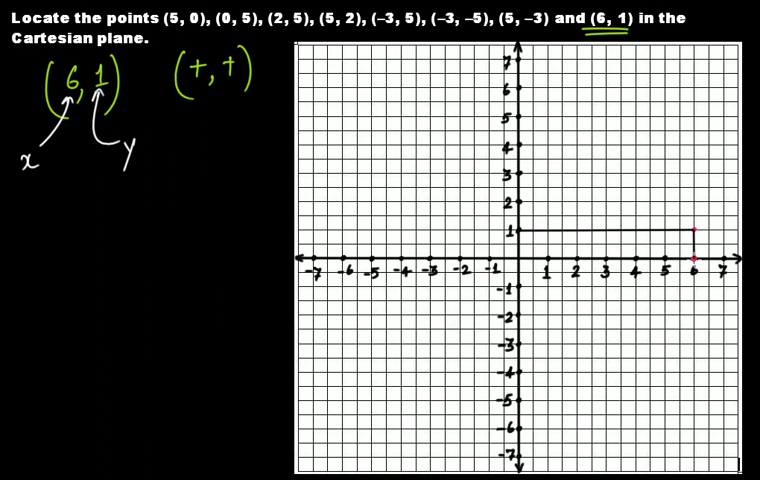 Locate the points (5, 0), (0, 5), (2, 5), (5, 2), (–3, 5), (–3, –5), (5, –3) and (6, 1) in the
Cartesian plane.
(6, 1) (+, +)
x y
7
6
5
4
3
2
1
-7 -6 -5 -4 -3 -2 -1 1 2 3 4 5 6 7
-1
-2
-3
-4
-5
-6
-7